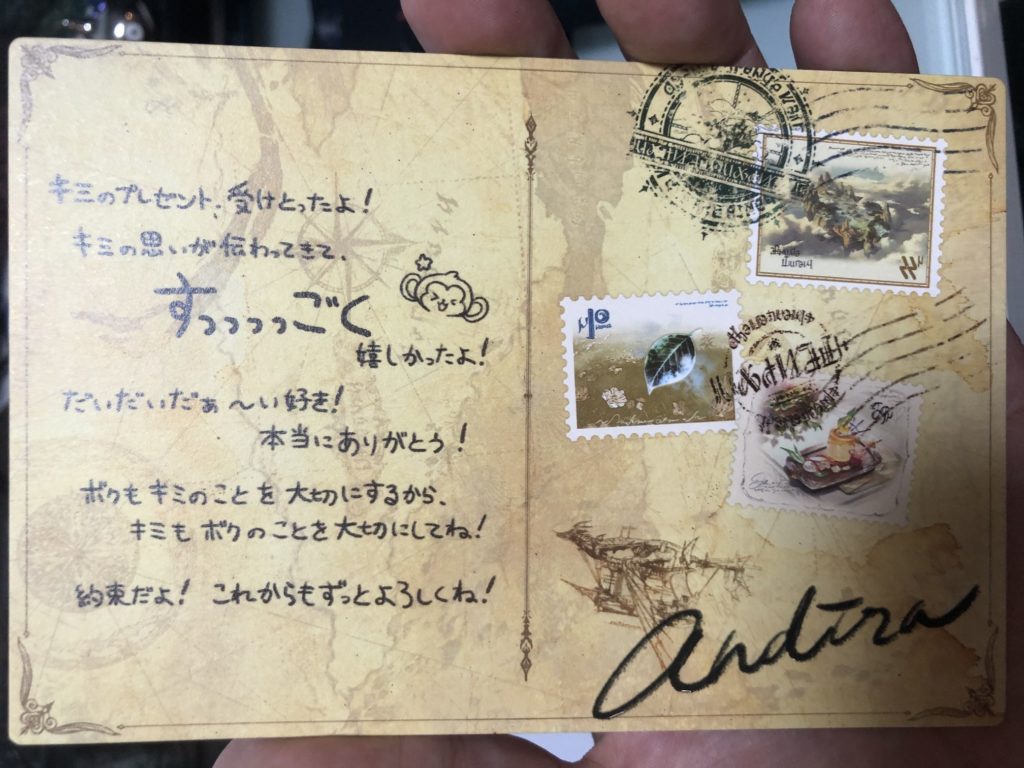 キミのプレゼント、受けとったよ！
キミの思いが伝わってきて、
すっっっっっごく
嬉しかったよ！
だいだいだぁ〜い好き！
本当にありがとう！
ボクもキミのことを大切にするから、
キミもボクのことを大切にしてね！
約束だよ！ これからもずっとよろしくね！
Andira